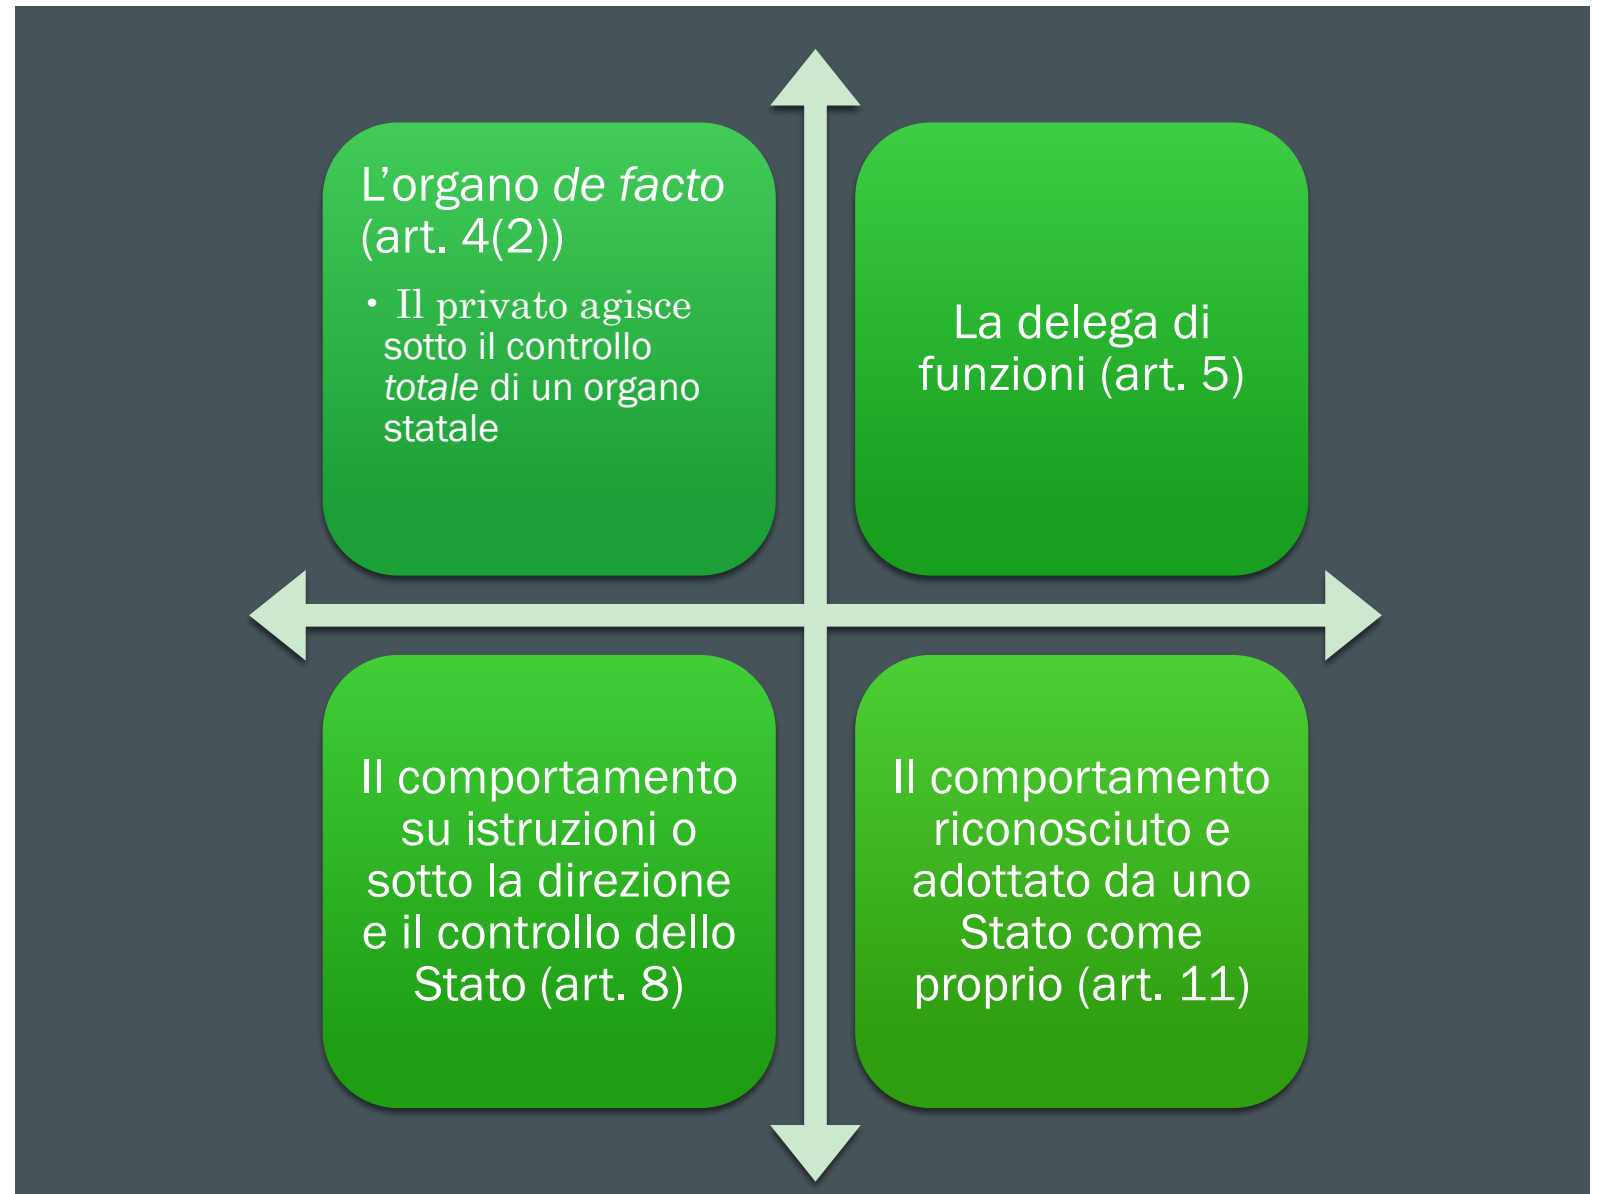 L’organo de facto
(art. 4(2))
• Il privato agisce
sotto il controllo
totale di un organo
statale
La delega di
funzioni (art. 5)
Il comportamento
su istruzioni o
sotto la direzione
e il controllo dello
Stato (art. 8)
Il comportamento
riconosciuto e
adottato da uno
Stato come
proprio (art. 11)